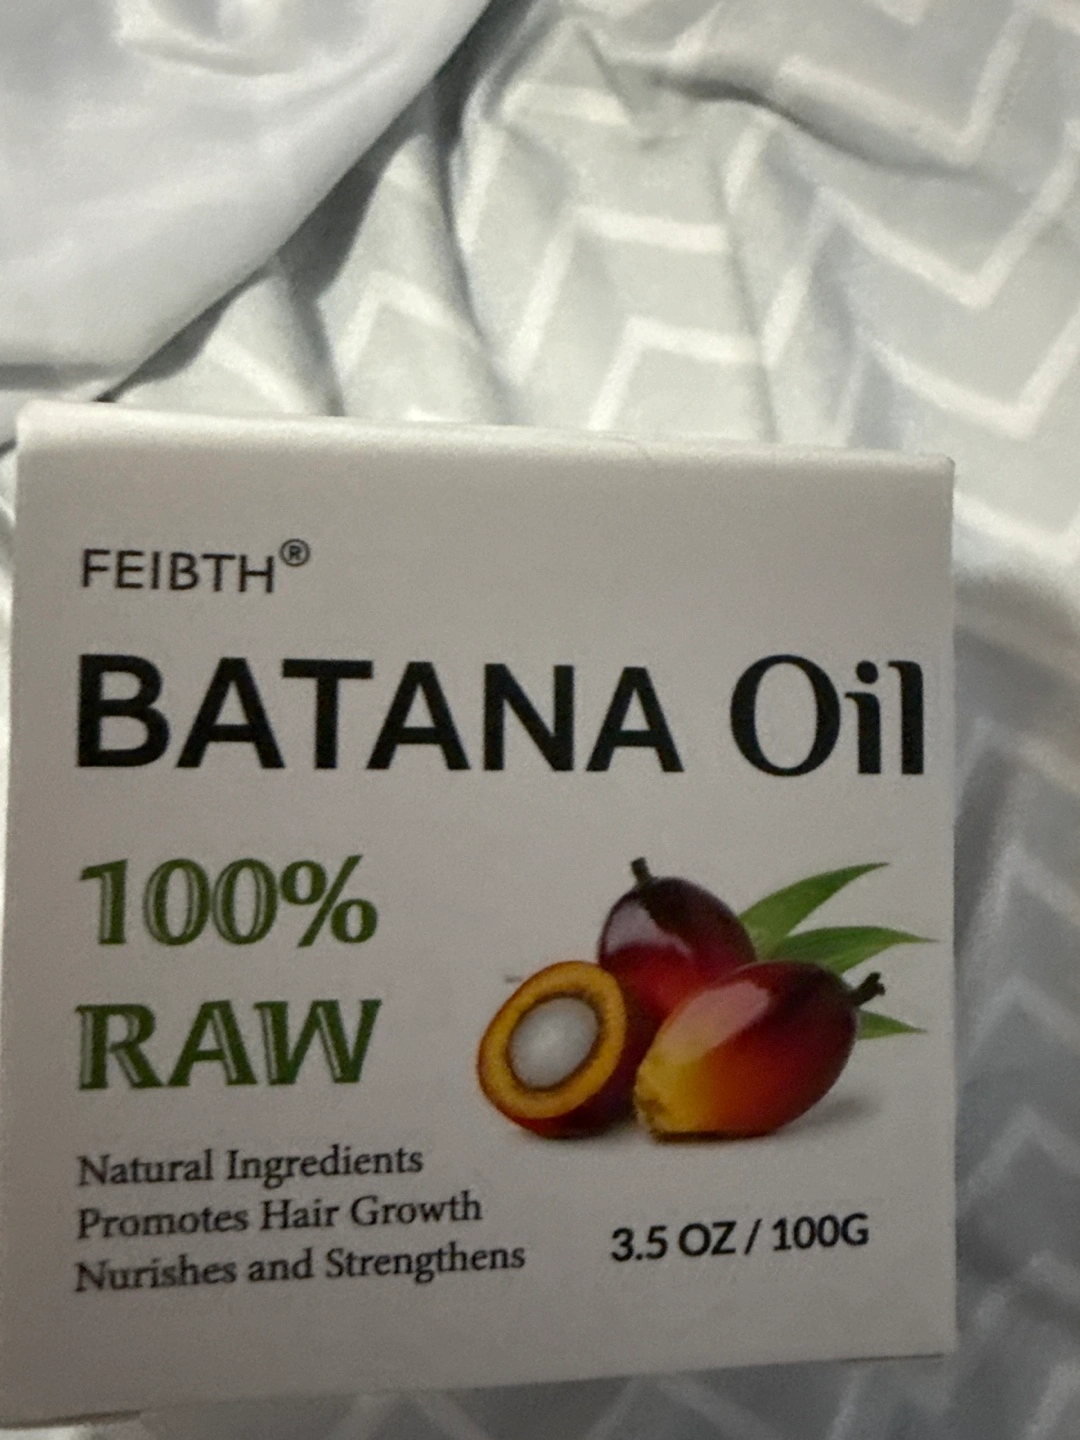 FEIBTH®
BATANA Oil
100%
RAW
Natural Ingredients
Promotes Hair Growth
Nurishes and Strengthens
3.5 OZ / 100G